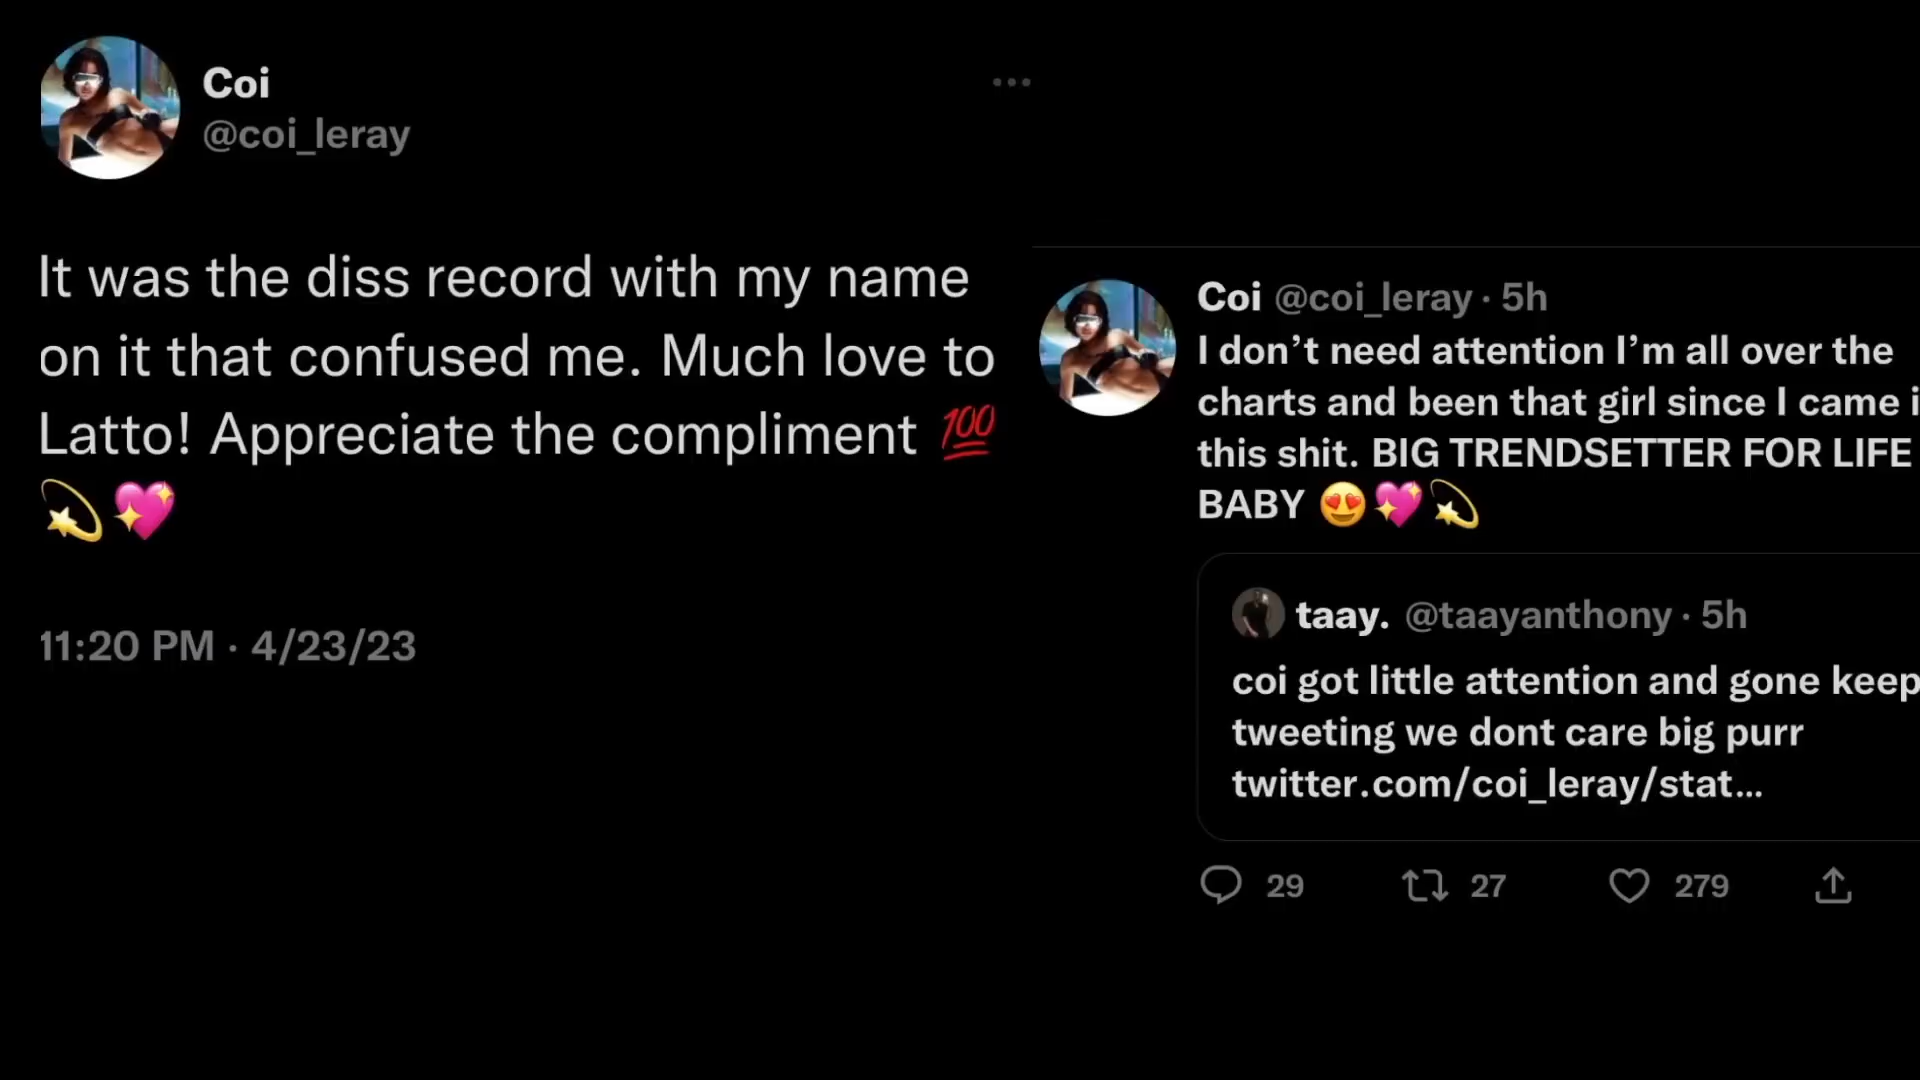 Coi
@coi_leray
It was the diss record with my name
on it that confused me. Much love to
Latto! Appreciate the compliment 💯
💫 💖
11:20 PM · 4/23/23
Coi @coi_leray · 5h
I don’t need attention I’m all over the
charts and been that girl since I came i
this shit. BIG TRENDSETTER FOR LIFE
BABY 😍💖💫
taay. @taayanthony · 5h
coi got little attention and gone keep
tweeting we dont care big purr
twitter.com/coi_leray/stat...
29 27 279